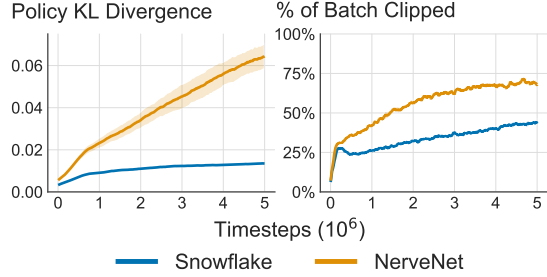 Policy KL Divergence
% of Batch Clipped
0.06
0.04
0.02
0.00
0 1 2 3 4 5
100%
75%
50%
25%
0%
0 1 2 3 4 5
Timesteps (10⁶)
Snowflake NerveNet